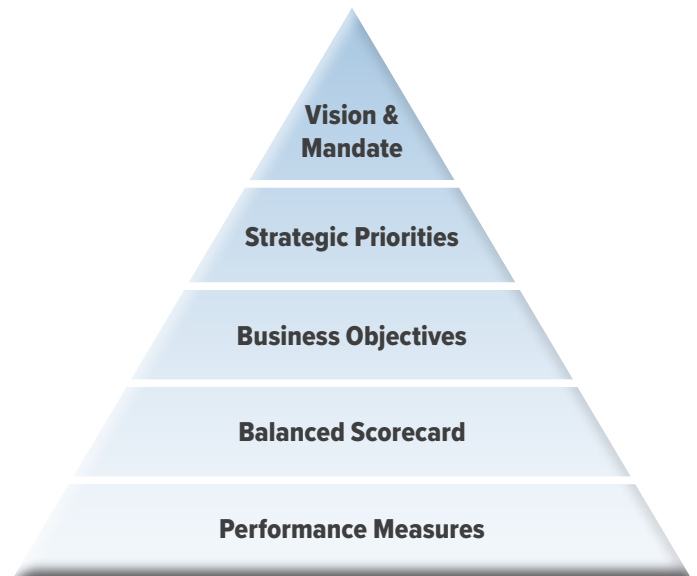 Vision &
Mandate
Strategic Priorities
Business Objectives
Balanced Scorecard
Performance Measures